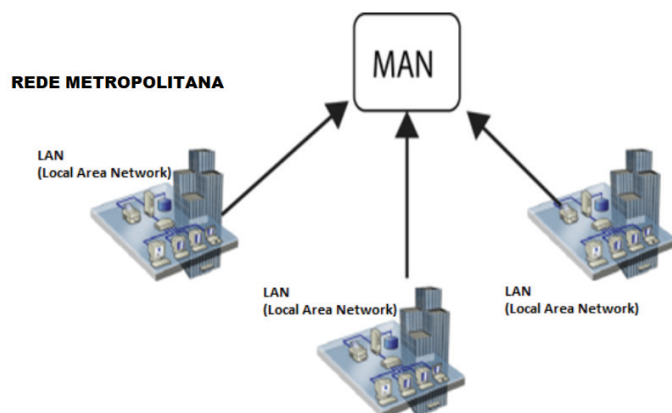 MAN
REDE METROPOLITANA
LAN
(Local Area Network)
LAN
(Local Area Network)
LAN
(Local Area Network)